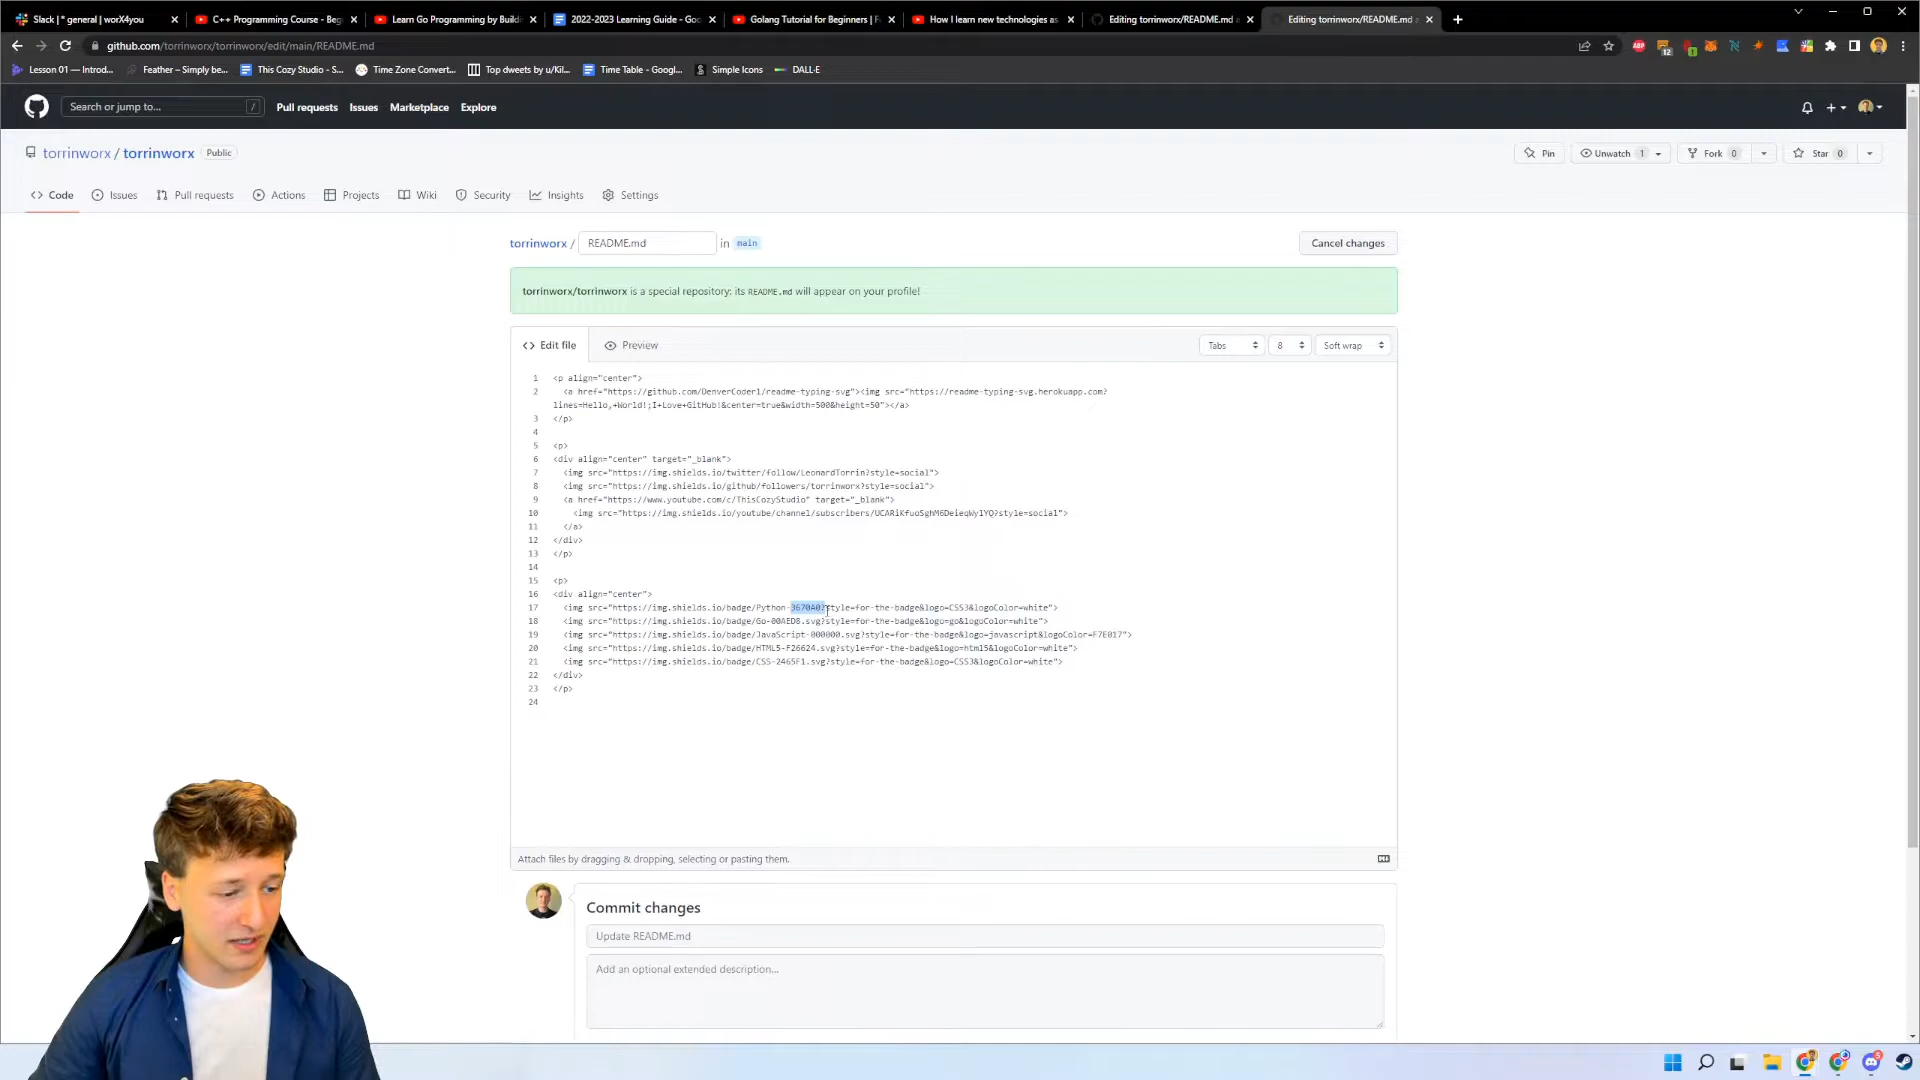 Slack | * general | worX4you
C++ Programming Course - Beg
Learn Go Programming by Buildi
2022-2023 Learning Guide - Goo
Golang Tutorial for Beginners | F
How I learn new technologies as
Editing torrinworx/README.md a
Editing torrinworx/README.md a
github.com/torrinworx/torrinworx/edit/main/README.md
Lesson 01 — Introd...
Feather – Simply be...
This Cozy Studio - S...
Time Zone Convert...
Top dweets by u/Kil...
Time Table - Googl...
Simple Icons
DALL·E
Search or jump to...
/
Pull requests
Issues
Marketplace
Explore
torrinworx / torrinworx
Public
Pin
Unwatch 1
Fork 0
Star 0
Code
Issues
Pull requests
Actions
Projects
Wiki
Security
Insights
Settings
torrinworx / README.md in main
Cancel changes
torrinworx/torrinworx is a special repository: its README.md will appear on your profile!
Edit file
Preview
Tabs
8
Soft wrap
1 <p align="center">
2 <a href="https://github.com/DenverCoder1/readme-typing-svg"><img src="https://readme-typing-svg.herokuapp.com?
lines=Hello,+World!;I+Love+GitHub!&center=true&width=500&height=50"></a>
3 </p>
4
5 <p>
6 <div align="center" target="_blank">
7 <img src="https://img.shields.io/twitter/follow/LeonardTorrin?style=social">
8 <img src="https://img.shields.io/github/followers/torrinworx?style=social">
9 <a href="https://www.youtube.com/c/ThisCozyStudio" target="_blank">
10 <img src="https://img.shields.io/youtube/channel/subscribers/UCARiKfuoSghM6DeieqWy1YQ?style=social">
11 </a>
12 </div>
13 </p>
14
15 <p>
16 <div align="center">
17 <img src="https://img.shields.io/badge/Python-3670A0?style=for-the-badge&logo=CSS3&logoColor=white">
18 <img src="https://img.shields.io/badge/Go-00AED8.svg?style=for-the-badge&logo=go&logoColor=white">
19 <img src="https://img.shields.io/badge/JavaScript-000000.svg?style=for-the-badge&logo=javascript&logoColor=F7E017">
20 <img src="https://img.shields.io/badge/HTML5-F26624.svg?style=for-the-badge&logo=html5&logoColor=white">
21 <img src="https://img.shields.io/badge/CSS-2465F1.svg?style=for-the-badge&logo=CSS3&logoColor=white">
22 </div>
23 </p>
24
Attach files by dragging & dropping, selecting or pasting them.
Commit changes
Update README.md
Add an optional extended description...